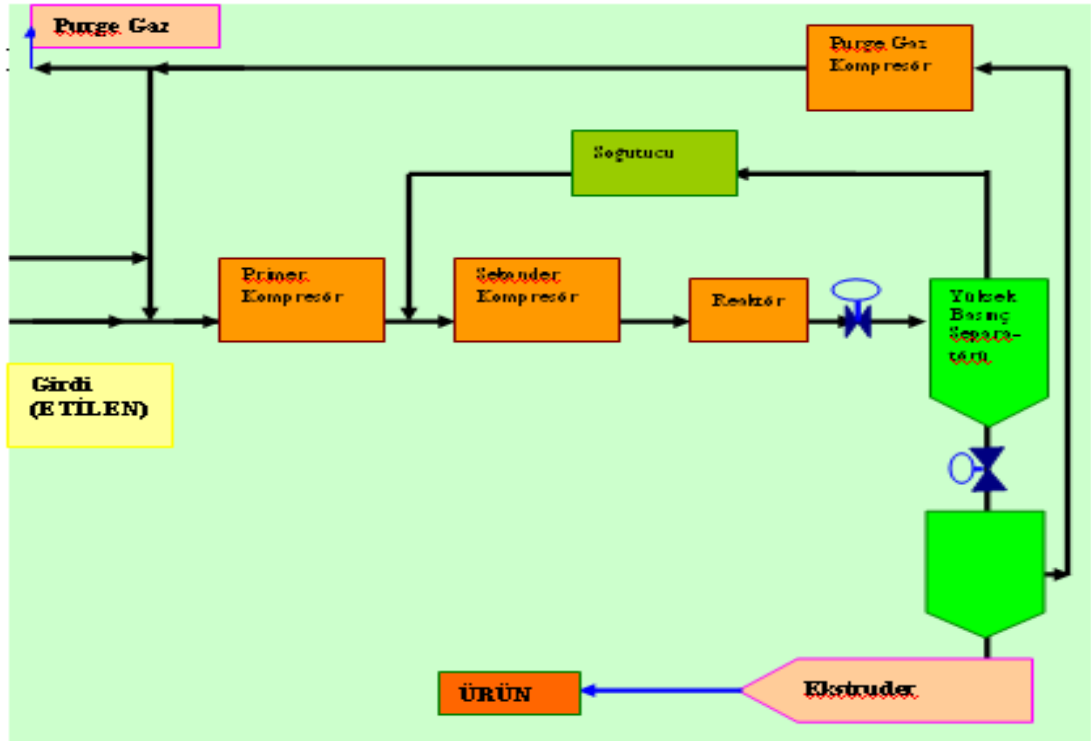 Purge Gaz
Purge Gaz
Kompresör
Soğutucu
Primer
Kompresör
Sekonder
Kompresör
Reaktör
Yüksek
Basınç
Separa-
törü
Girdi
(ETİLEN)
Ekstruder
ÜRÜN